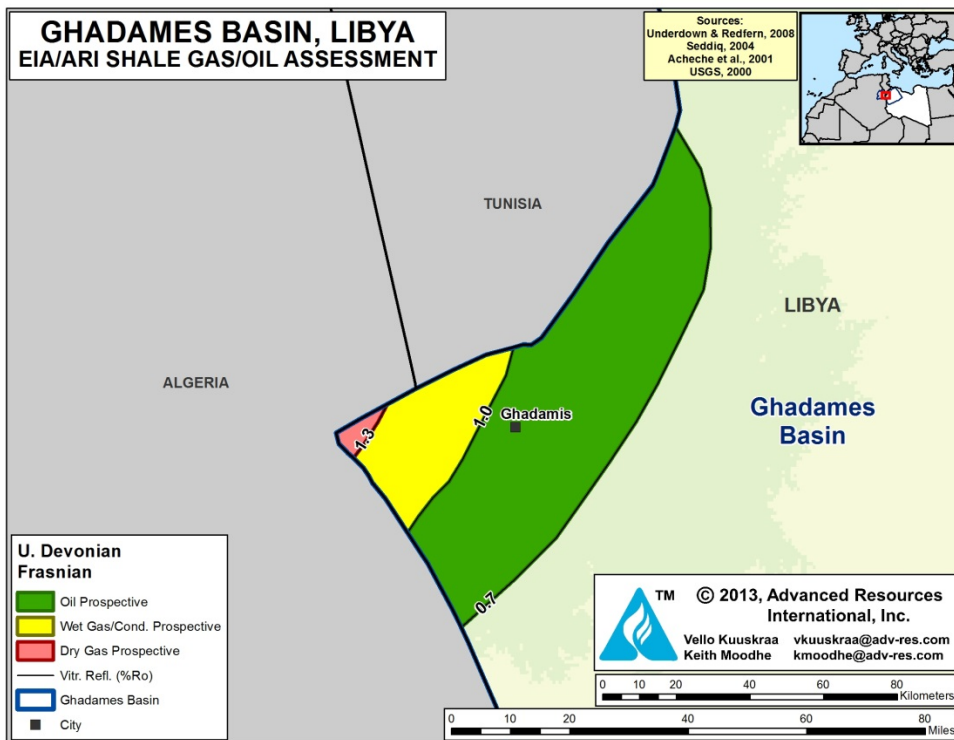 GHADAMES BASIN, LIBYA
EIA/ARI SHALE GAS/OIL ASSESSMENT
Sources:
Underdown & Redfern, 2008
Seddiq, 2004
Acheche et al., 2001
USGS, 2000
TUNISIA
LIBYA
ALGERIA
Ghadames
Basin
Ghadamis
1.0
1.3
0.7
U. Devonian
Frasnian
Oil Prospective
Wet Gas/Cond. Prospective
Dry Gas Prospective
Vitr. Refl. (%Ro)
Ghadames Basin
City
TM
© 2013, Advanced Resources
International, Inc.
Vello Kuuskraa vkuuskraa@adv-res.com
Keith Moodhe kmoodhe@adv-res.com
0 10 20 40 60 80
Kilometers
0 10 20 40 60 80
Miles